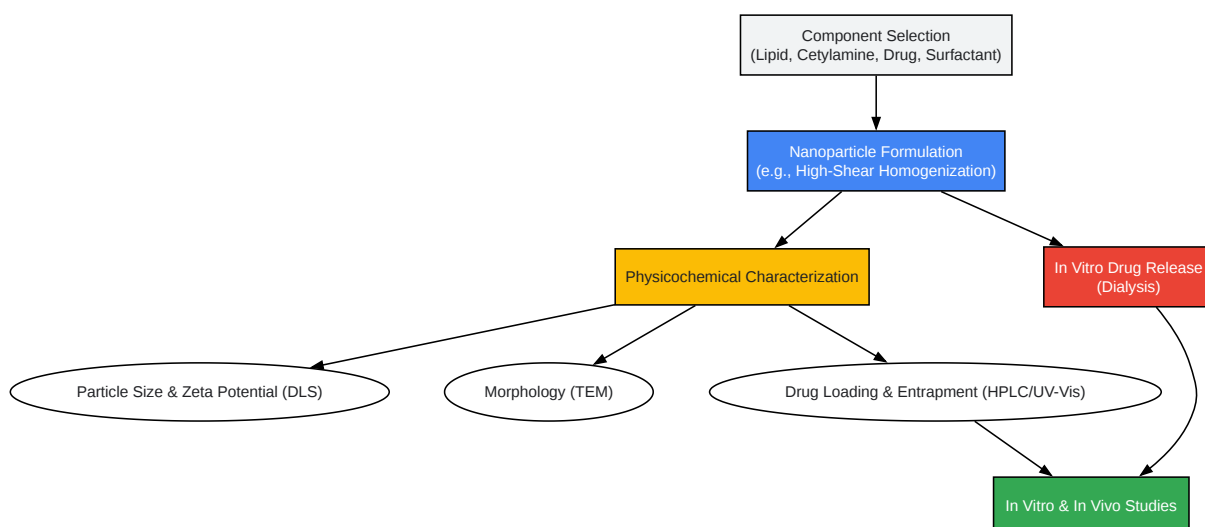 Component Selection
(Lipid, Cetylamine, Drug, Surfactant)
Nanoparticle Formulation
(e.g., High-Shear Homogenization)
Physicochemical Characterization
In Vitro Drug Release
(Dialysis)
Particle Size & Zeta Potential (DLS)
Morphology (TEM)
Drug Loading & Entrapment (HPLC/UV-Vis)
In Vitro & In Vivo Studies